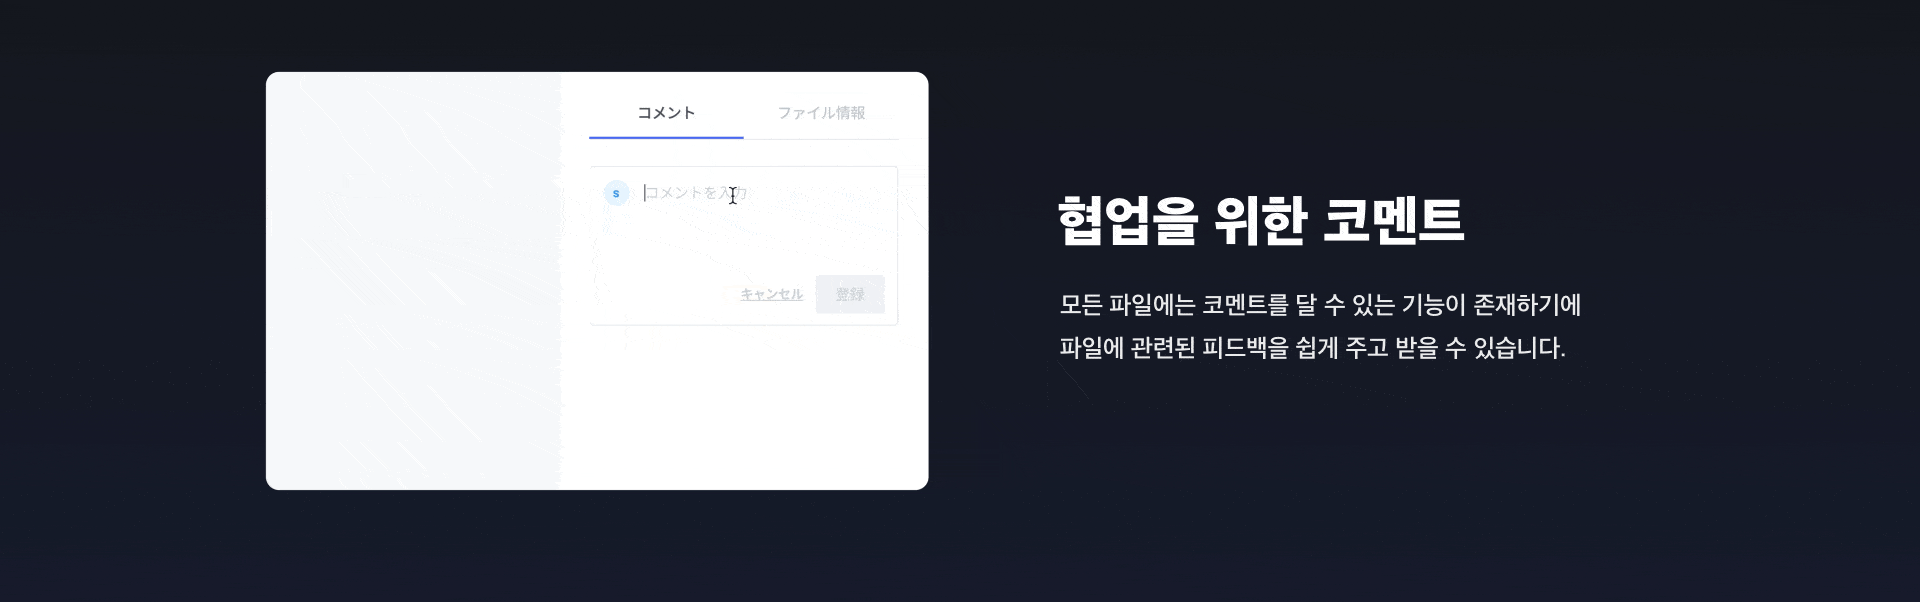 コメント ファイル情報
S コメントを入力
キャンセル 登録
협업을 위한 코멘트
모든 파일에는 코멘트를 달 수 있는 기능이 존재하기에
파일에 관련된 피드백을 쉽게 주고 받을 수 있습니다.